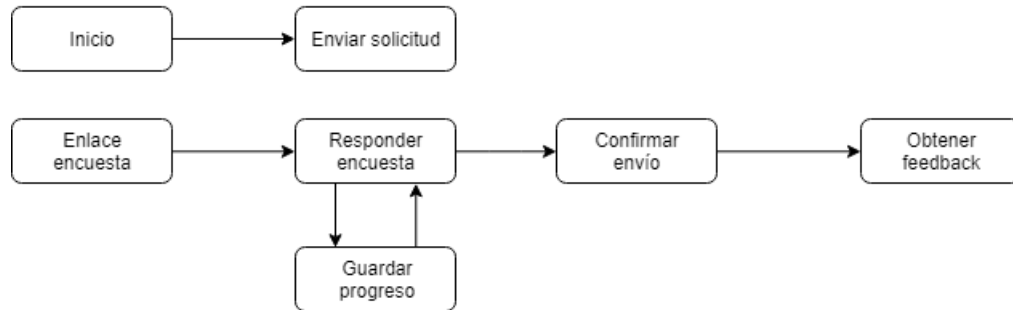 Inicio
Enviar solicitud
Enlace
encuesta
Responder
encuesta
Confirmar
envío
Obtener
feedback
Guardar
progreso